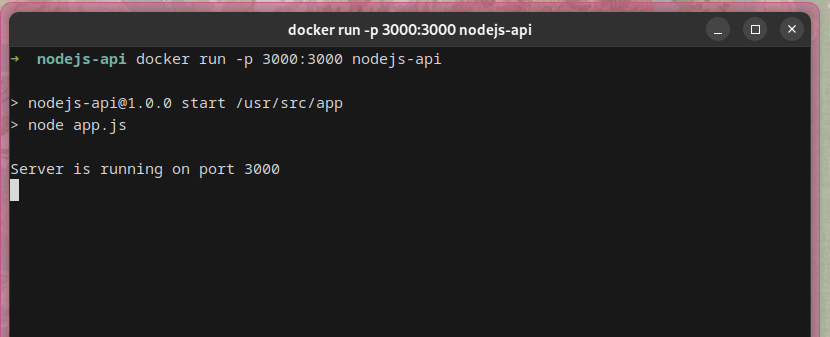 docker run -p 3000:3000 nodejs-api
→ nodejs-api docker run -p 3000:3000 nodejs-api
> nodejs-api@1.0.0 start /usr/src/app
> node app.js
Server is running on port 3000